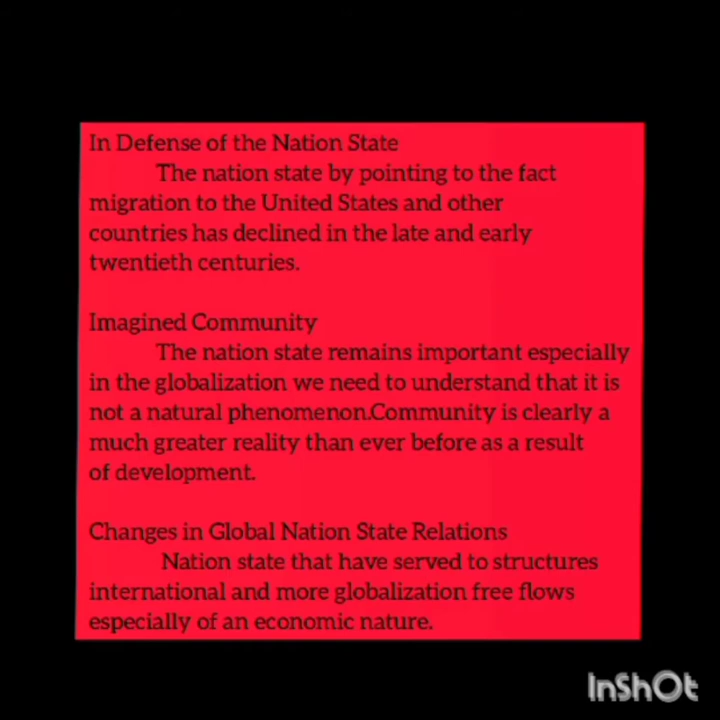 In Defense of the Nation State
The nation state by pointing to the fact
migration to the United States and other
countries has declined in the late and early
twentieth centuries.
Imagined Community
The nation state remains important especially
in the globalization we need to understand that it is
not a natural phenomenon.Community is clearly a
much greater reality than ever before as a result
of development.
Changes in Global Nation State Relations
Nation state that have served to structures
international and more globalization free flows
especially of an economic nature.
InShOt